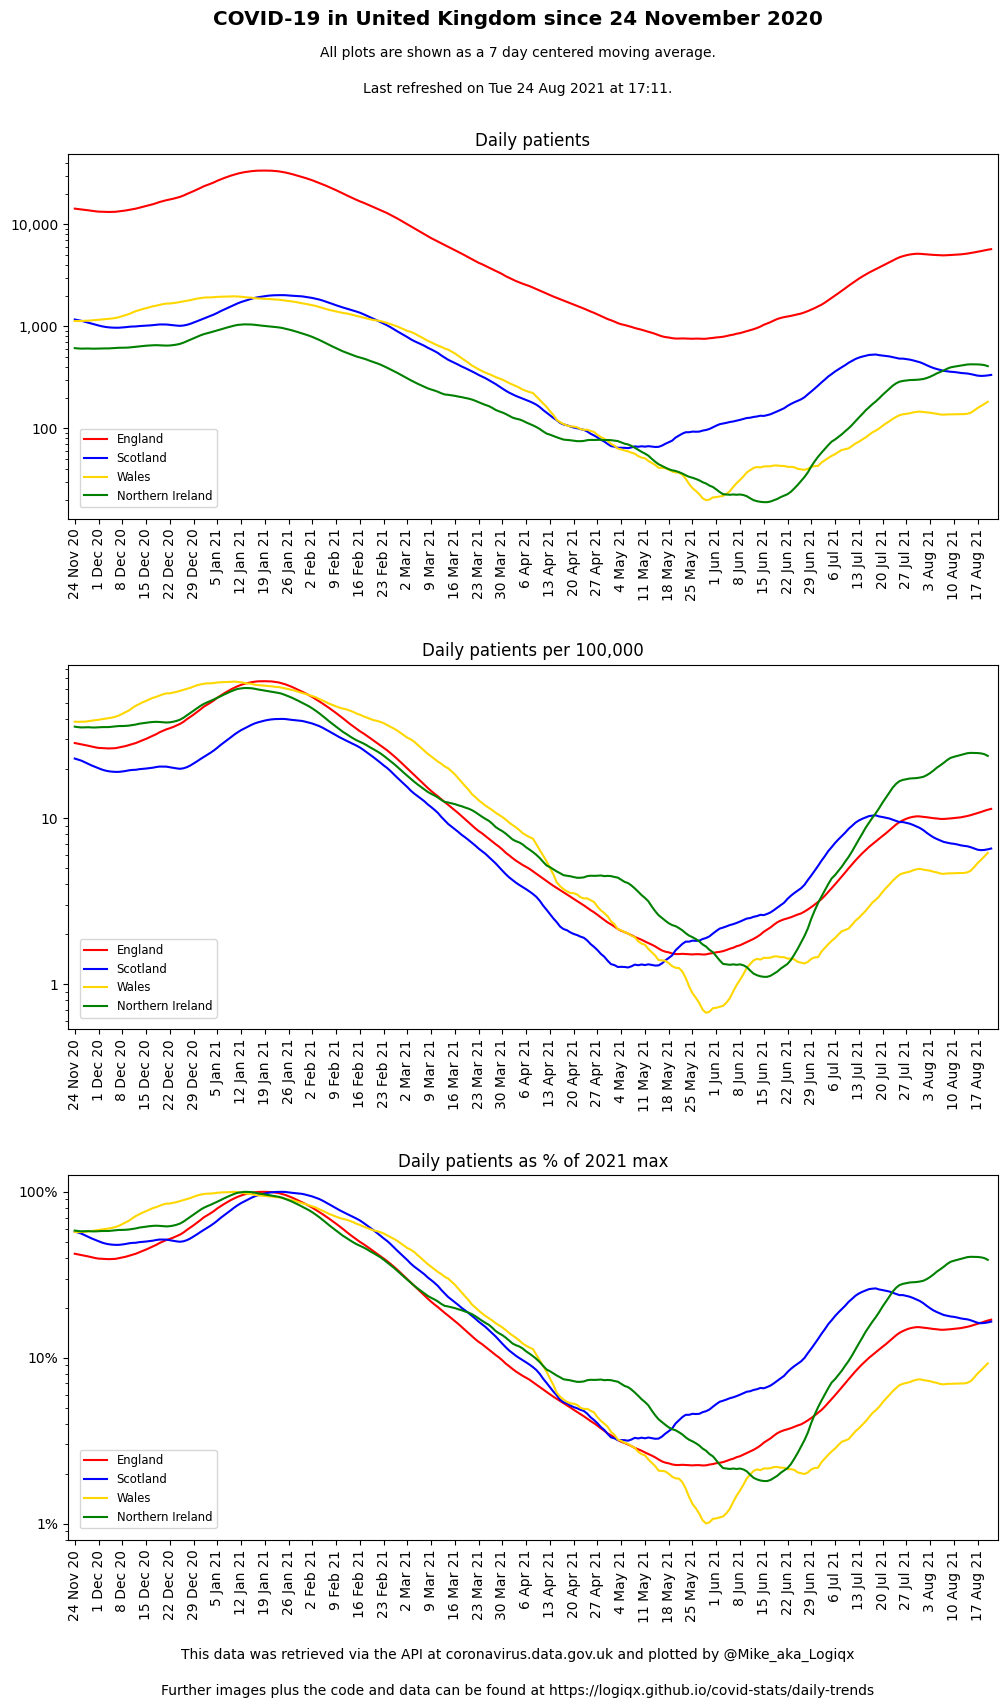 COVID-19 in United Kingdom since 24 November 2020
All plots are shown as a 7 day centered moving average.
Last refreshed on Tue 24 Aug 2021 at 17:11.
Daily patients
10,000
1,000
100
England
Scotland
Wales
Northern Ireland
24 Nov 20
1 Dec 20
8 Dec 20
15 Dec 20
22 Dec 20
29 Dec 20
5 Jan 21
12 Jan 21
19 Jan 21
26 Jan 21
2 Feb 21
9 Feb 21
16 Feb 21
23 Feb 21
2 Mar 21
9 Mar 21
16 Mar 21
23 Mar 21
30 Mar 21
6 Apr 21
13 Apr 21
20 Apr 21
27 Apr 21
4 May 21
11 May 21
18 May 21
25 May 21
1 Jun 21
8 Jun 21
15 Jun 21
22 Jun 21
29 Jun 21
6 Jul 21
13 Jul 21
20 Jul 21
27 Jul 21
3 Aug 21
10 Aug 21
17 Aug 21
Daily patients per 100,000
10
1
England
Scotland
Wales
Northern Ireland
24 Nov 20
1 Dec 20
8 Dec 20
15 Dec 20
22 Dec 20
29 Dec 20
5 Jan 21
12 Jan 21
19 Jan 21
26 Jan 21
2 Feb 21
9 Feb 21
16 Feb 21
23 Feb 21
2 Mar 21
9 Mar 21
16 Mar 21
23 Mar 21
30 Mar 21
6 Apr 21
13 Apr 21
20 Apr 21
27 Apr 21
4 May 21
11 May 21
18 May 21
25 May 21
1 Jun 21
8 Jun 21
15 Jun 21
22 Jun 21
29 Jun 21
6 Jul 21
13 Jul 21
20 Jul 21
27 Jul 21
3 Aug 21
10 Aug 21
17 Aug 21
Daily patients as % of 2021 max
100%
10%
1%
England
Scotland
Wales
Northern Ireland
24 Nov 20
1 Dec 20
8 Dec 20
15 Dec 20
22 Dec 20
29 Dec 20
5 Jan 21
12 Jan 21
19 Jan 21
26 Jan 21
2 Feb 21
9 Feb 21
16 Feb 21
23 Feb 21
2 Mar 21
9 Mar 21
16 Mar 21
23 Mar 21
30 Mar 21
6 Apr 21
13 Apr 21
20 Apr 21
27 Apr 21
4 May 21
11 May 21
18 May 21
25 May 21
1 Jun 21
8 Jun 21
15 Jun 21
22 Jun 21
29 Jun 21
6 Jul 21
13 Jul 21
20 Jul 21
27 Jul 21
3 Aug 21
10 Aug 21
17 Aug 21
This data was retrieved via the API at coronavirus.data.gov.uk and plotted by @Mike_aka_Logiqx
Further images plus the code and data can be found at https://logiqx.github.io/covid-stats/daily-trends